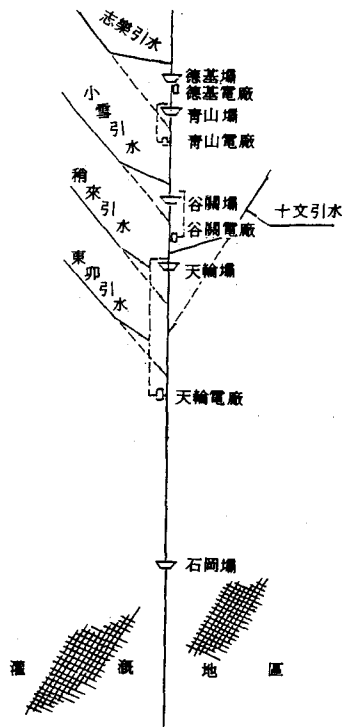 志樂引水
德基壩
德基電廠
青山壩
青山電廠
小雪引水
谷關壩
谷關電廠
十文引水
稍來引水
天輪壩
東卯引水
天輪電廠
石岡壩
灌溉地區